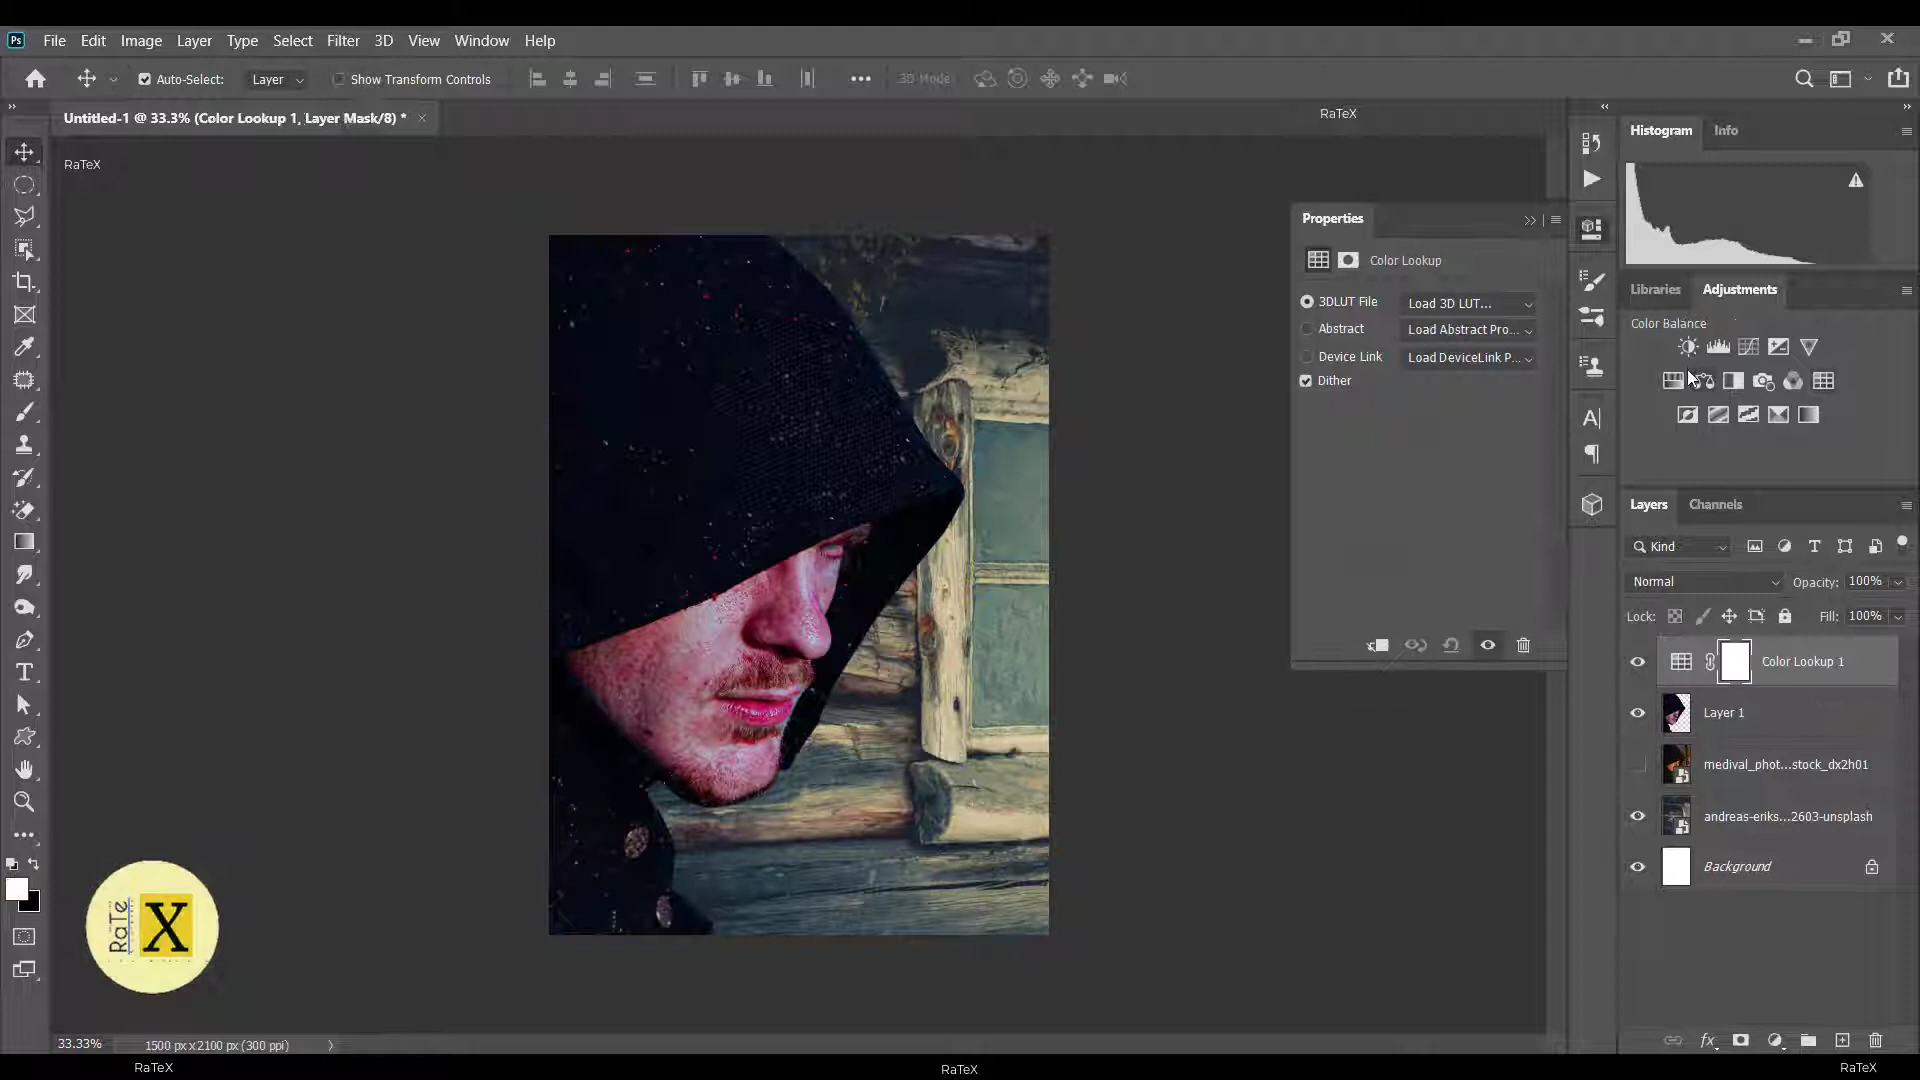 Ps File Edit Image Layer Type Select Filter 3D View Window Help
Auto-Select: Layer Show Transform Controls 3D Mode
Untitled-1 @ 33.3% (Color Lookup 1, Layer Mask/8) *
RaTeX
RaTeX
Histogram Info
Properties
Color Lookup
3DLUT File Load 3D LUT...
Abstract Load Abstract Pro...
Device Link Load DeviceLink P...
Dither
Libraries Adjustments
Color Balance
Layers Channels
Kind
Normal Opacity: 100%
Lock: Fill: 100%
Color Lookup 1
Layer 1
medival_phot...stock_dx2h01
andreas-eriks...2603-unsplash
Background
fx
RaTe X
33.33% 1500 px x 2100 px (300 ppi)
RaTeX
RaTeX
RaTeX